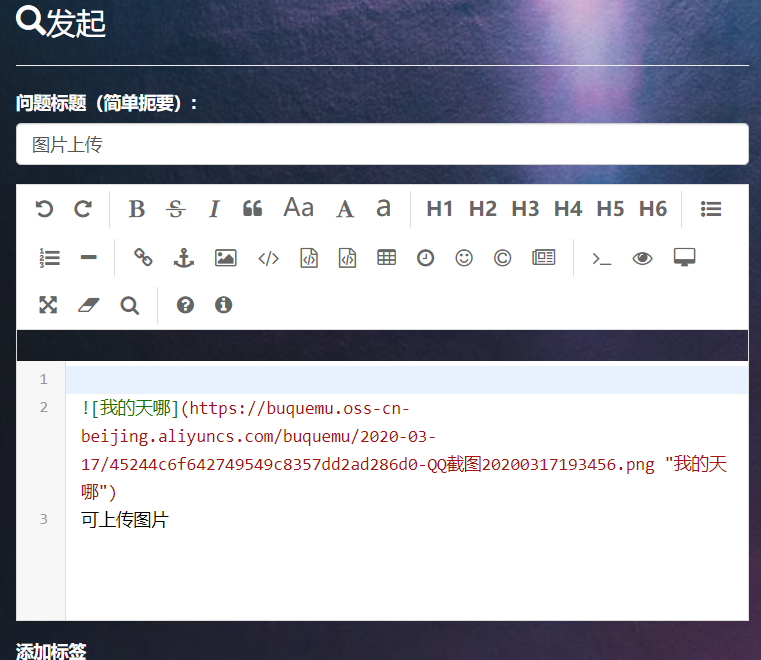 发起
问题标题（简单扼要）:
图片上传
B S I Aa A a H1 H2 H3 H4 H5 H6
1
2 ![我的天哪](https://buquemu.oss-cn-
beijing.aliyuncs.com/buquemu/2020-03-
17/45244c6f642749549c8357dd2ad286d0-QQ截图20200317193456.png "我的天
哪")
3 可上传图片
添加标签